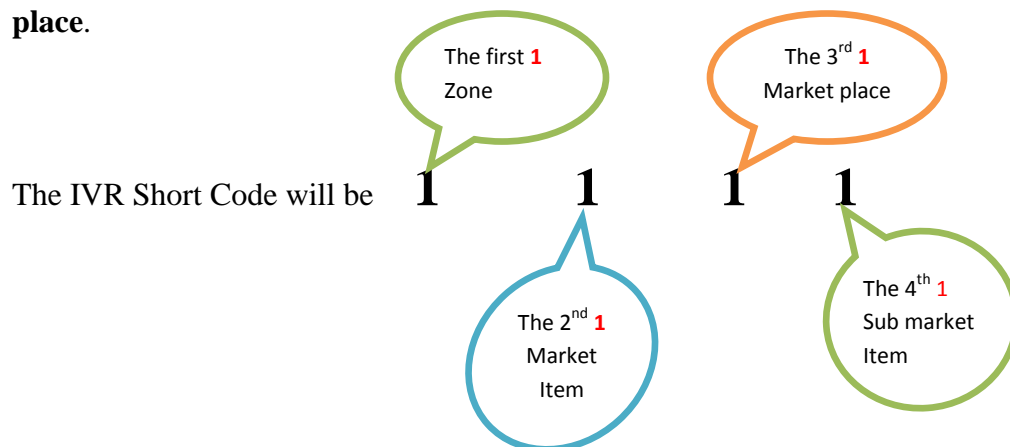 place.
The first 1
Zone
The 3rd 1
Market place
The IVR Short Code will be 1 1 1 1
The 2nd 1
Market
Item
The 4th 1
Sub market
Item